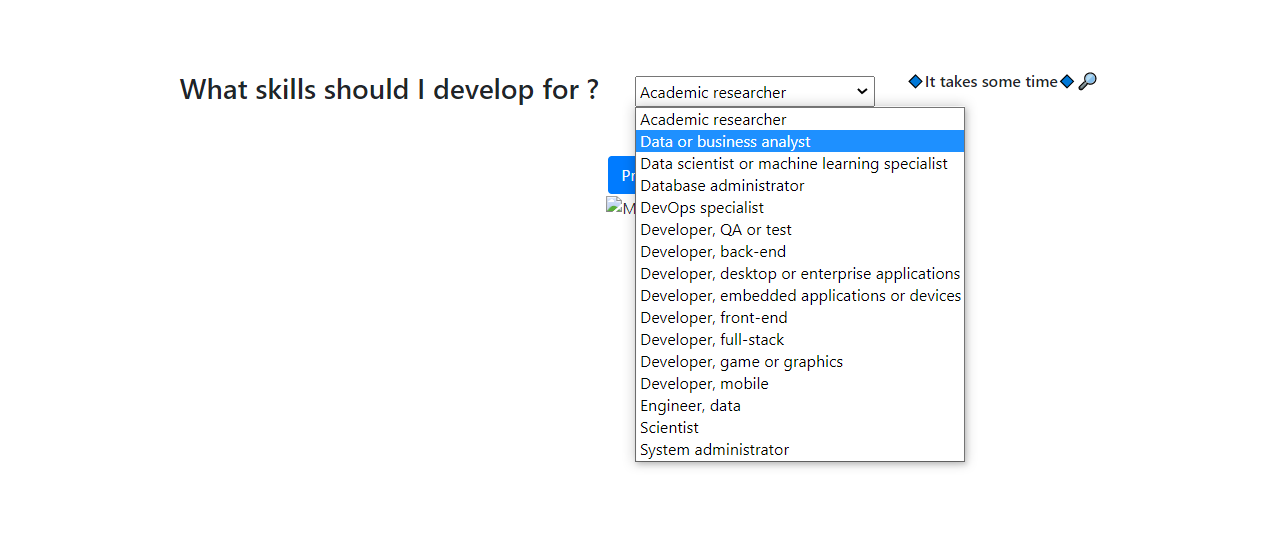 What skills should I develop for ?
Academic researcher
It takes some time
Academic researcher
Data or business analyst
Data scientist or machine learning specialist
Database administrator
DevOps specialist
Developer, QA or test
Developer, back-end
Developer, desktop or enterprise applications
Developer, embedded applications or devices
Developer, front-end
Developer, full-stack
Developer, game or graphics
Developer, mobile
Engineer, data
Scientist
System administrator